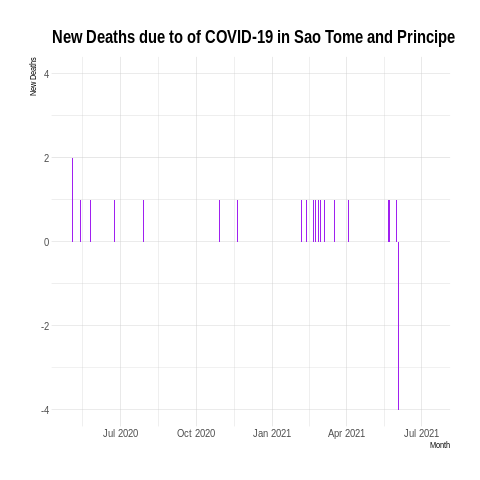 New Deaths due to of COVID-19 in Sao Tome and Principe
New Deaths
4
2
0
-2
-4
Jul 2020
Oct 2020
Jan 2021
Apr 2021
Jul 2021
Month